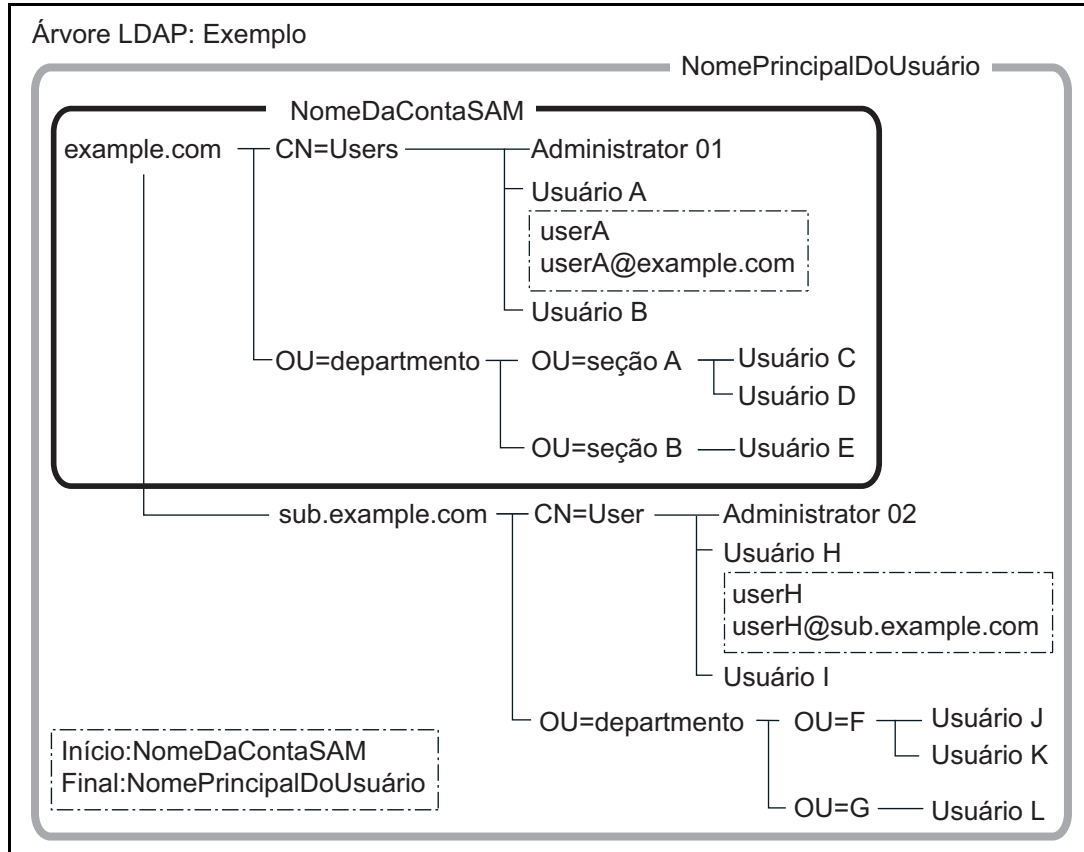 Árvore LDAP: Exemplo
NomePrincipalDoUsuário
NomeDaContaSAM
example.com CN=Users Administrator 01
Usuário A
userA
userA@example.com
Usuário B
OU=departmento OU=seção A Usuário C
Usuário D
OU=seção B Usuário E
sub.example.com CN=User Administrator 02
Usuário H
userH
userH@sub.example.com
Usuário I
OU=departmento OU=F Usuário J
Usuário K
OU=G Usuário L
Início:NomeDaContaSAM
Final:NomePrincipalDoUsuário